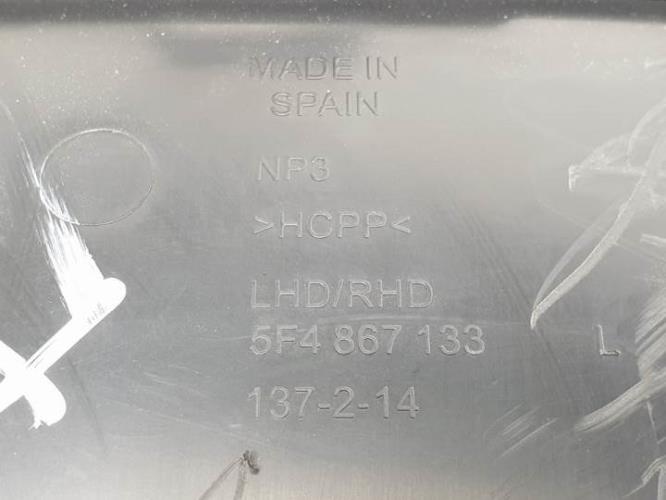 MADE IN
SPAIN
NP3
>HCPP<
LHD/RHD
5F4 867 133 L
137-2-14